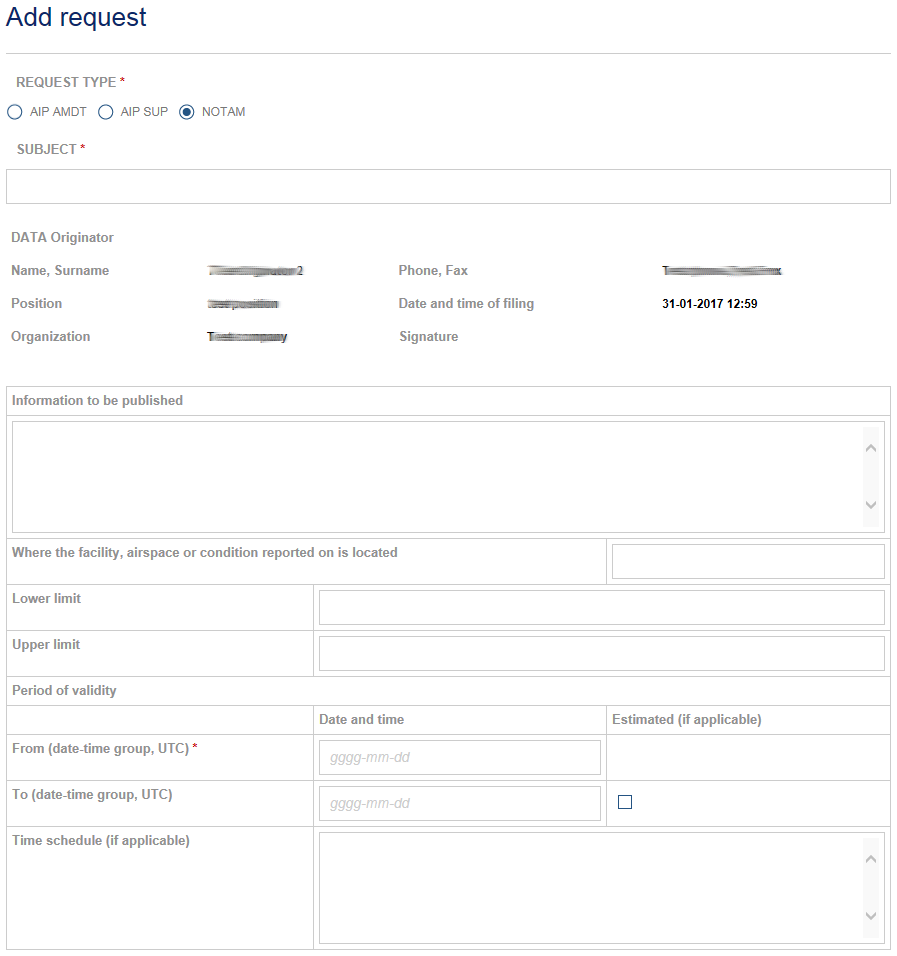 Add request
REQUEST TYPE *
AIP AMDT AIP SUP NOTAM
SUBJECT *
DATA Originator
Name, Surname Phone, Fax
Position Date and time of filing 31-01-2017 12:59
Organization Signature
Information to be published
Where the facility, airspace or condition reported on is located
Lower limit
Upper limit
Period of validity
Date and time Estimated (if applicable)
From (date-time group, UTC) * gggg-mm-dd
To (date-time group, UTC) gggg-mm-dd
Time schedule (if applicable)